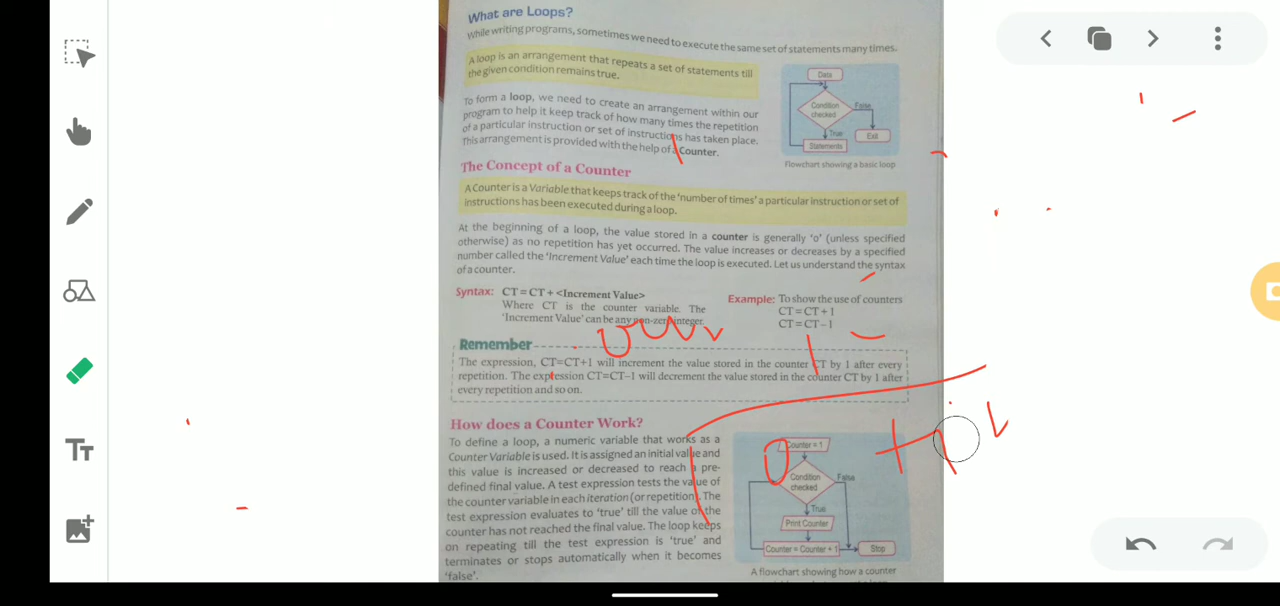 What are Loops?
While writing programs, sometimes we need to execute the same set of statements many times.
A loop is an arrangement that repeats a set of statements till
the given condition remains true.
To form a loop, we need to create an arrangement within our
program to help it keep track of how many times the repetition
of a particular instruction or set of instructions has taken place.
This arrangement is provided with the help of a Counter.
Data
Condition
checked
False
True
Exit
Statements
Flowchart showing a basic loop
The Concept of a Counter
A Counter is a Variable that keeps track of the 'number of times' a particular instruction or set of
instructions has been executed during a loop.
At the beginning of a loop, the value stored in a counter is generally 'o' (unless specified
otherwise) as no repetition has yet occurred. The value increases or decreases by a specified
number called the 'Increment Value' each time the loop is executed. Let us understand the syntax
of a counter.
Syntax: CT = CT + <Increment Value>
Where CT is the counter variable. The
'Increment Value' can be any non-zero integer.
Example: To show the use of counters
CT = CT + 1
CT = CT - 1
Remember
The expression, CT=CT+1 will increment the value stored in the counter CT by 1 after every
repetition. The expression CT=CT-1 will decrement the value stored in the counter CT by 1 after
every repetition and so on.
How does a Counter Work?
To define a loop, a numeric variable that works as a
Counter Variable is used. It is assigned an initial value and
this value is increased or decreased to reach a pre-
defined final value. A test expression tests the value of
the counter variable in each iteration (or repetition). The
test expression evaluates to 'true' till the value of the
counter has not reached the final value. The loop keeps
on repeating till the test expression is 'true' and
terminates or stops automatically when it becomes
'false'.
Counter = 1
Condition
checked
False
True
Print Counter
Counter = Counter + 1
Stop
A flowchart showing how a counter
Tt